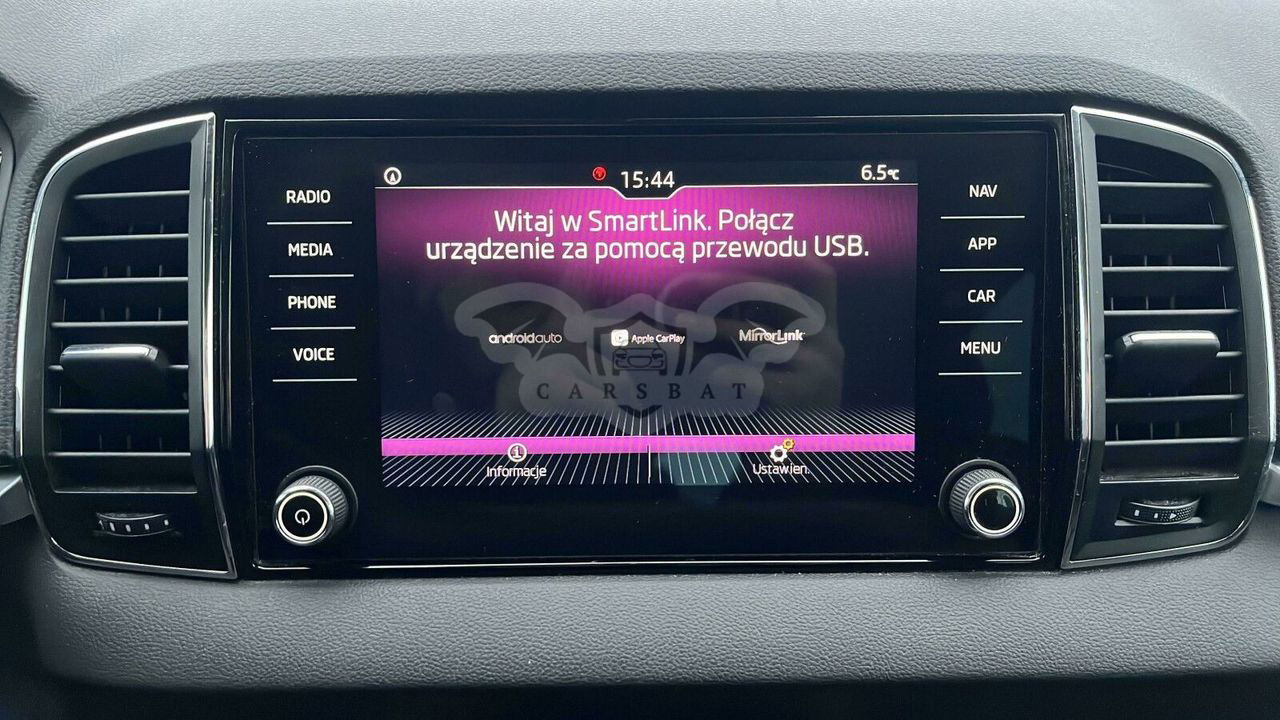 15:44
6.5°C
RADIO
MEDIA
PHONE
VOICE
Witaj w SmartLink. Połącz
urządzenie za pomocą przewodu USB.
androidauto
Apple CarPlay
MirrorLink
CARSBAT
Informacje
Ustawien.
NAV
APP
CAR
MENU